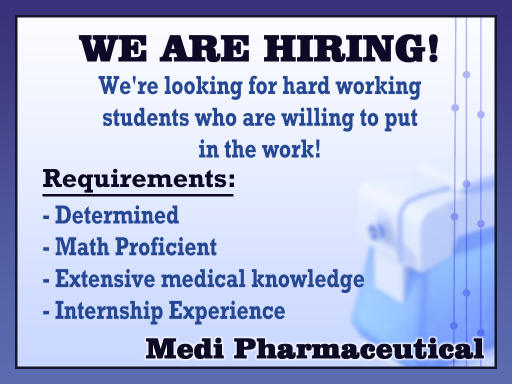 WE ARE HIRING!
We're looking for hard working
students who are willing to put
in the work!
Requirements:
- Determined
- Math Proficient
- Extensive medical knowledge
- Internship Experience
Medi Pharmaceutical